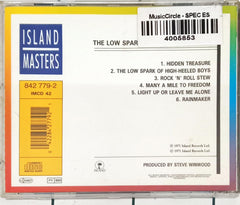 MusicCircle - SPEC ES
4005853
ISLAND
MASTERS
THE LOW SPAR
842 779-2
IMCD 42
1. HIDDEN TREASURE
2. THE LOW SPARK OF HIGH-HEELED BOYS
3. ROCK 'N' ROLL STEW
4. MANY A MILE TO FREEDOM
5. LIGHT UP OR LEAVE ME ALONE
6. RAINMAKER
ISLAND
PRODUCED BY STEVE WINWOOD